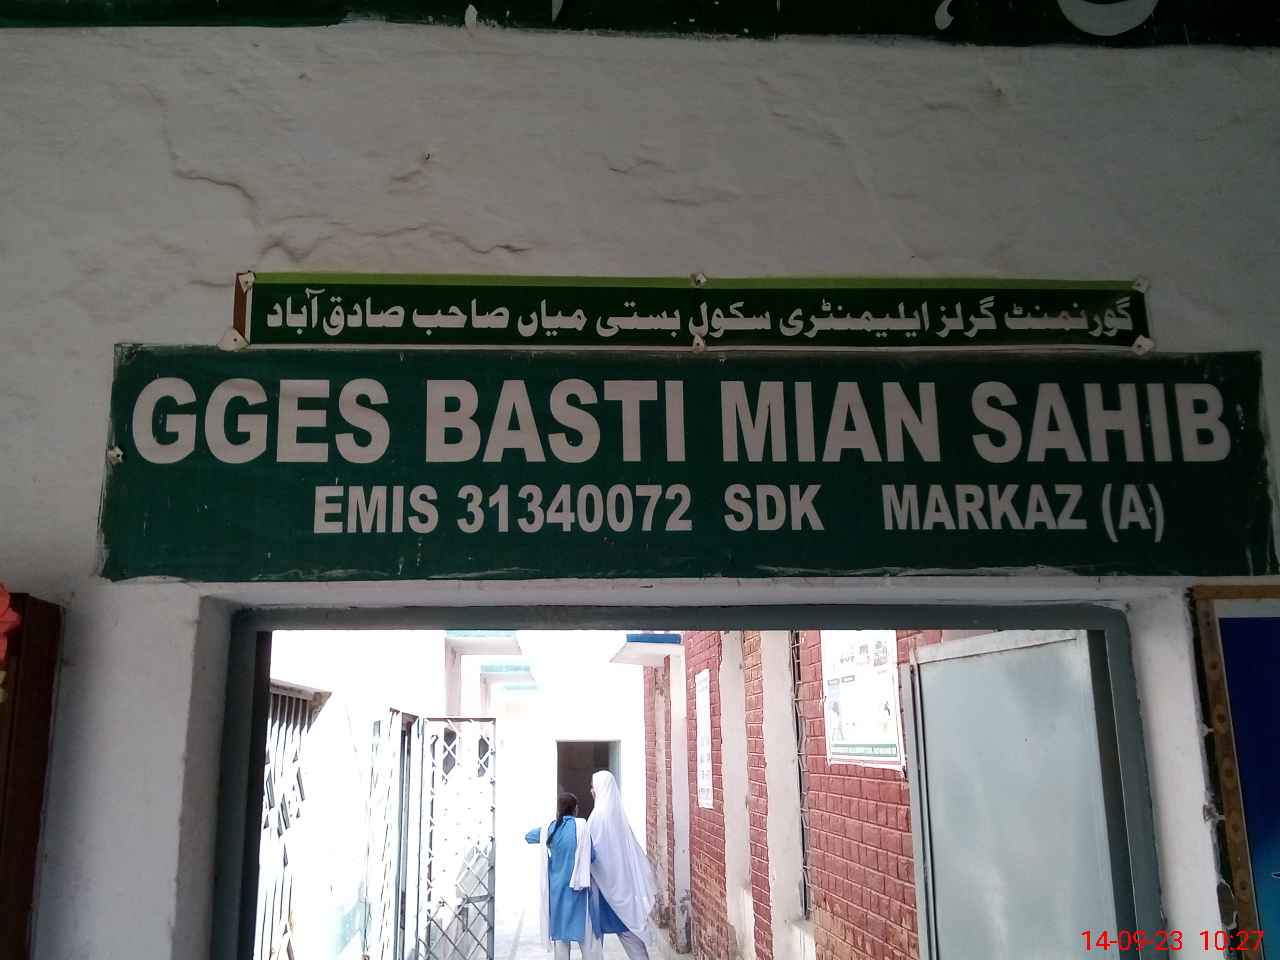 گورنمنٹ گرلز ایلیمنٹری سکول بستی میاں صاحب صادق آباد
GGES BASTI MIAN SAHIB
EMIS 31340072 SDK MARKAZ (A)
14-09-23 10:27